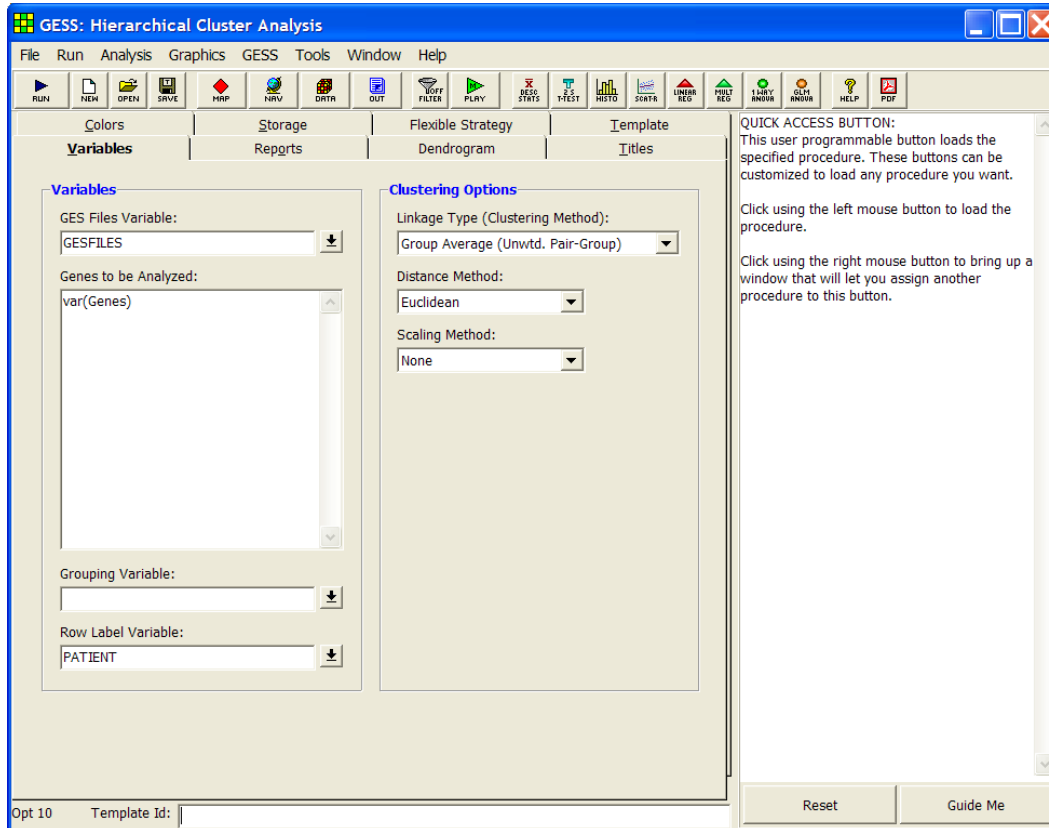 GESS: Hierarchical Cluster Analysis
File Run Analysis Graphics GESS Tools Window Help
RUN NEW OPEN SAVE MAP NAV DATA OUT UOFF FILTER PLAY DESC STATS 2 S T-TEST HISTO SCAT-R LINEAR REG MULT REG 1 WAY ANOVA GLM ANOVA HELP PDF
Colors Storage Flexible Strategy Template
Variables Reports Dendrogram Titles
Variables
GES Files Variable:
GESFILES
Genes to be Analyzed:
var(Genes)
Grouping Variable:
Row Label Variable:
PATIENT
Clustering Options
Linkage Type (Clustering Method):
Group Average (Unwtd. Pair-Group)
Distance Method:
Euclidean
Scaling Method:
None
QUICK ACCESS BUTTON:
This user programmable button loads the
specified procedure. These buttons can be
customized to load any procedure you want.
Click using the left mouse button to load the
procedure.
Click using the right mouse button to bring up a
window that will let you assign another
procedure to this button.
Reset Guide Me
Opt 10 Template Id: